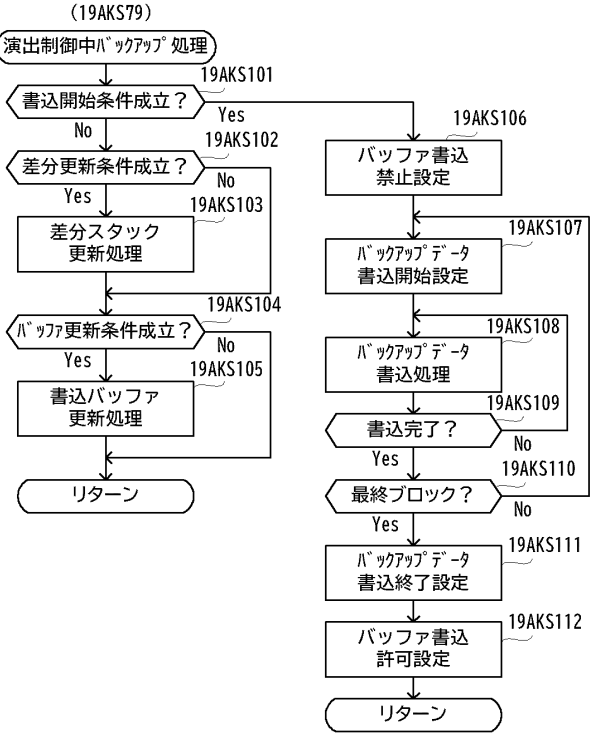 (19AKS79)
演出制御中ﾊﾞｯｸｱｯﾌﾟ処理
19AKS101
書込開始条件成立？
Yes
No
19AKS102
差分更新条件成立？
No
Yes
19AKS103
差分スタック
更新処理
19AKS104
ﾊﾞｯﾌｧ更新条件成立？
No
Yes
19AKS105
書込バッファ
更新処理
リターン
19AKS106
バッファ書込
禁止設定
19AKS107
ﾊﾞｯｸｱｯﾌﾟﾃﾞｰﾀ
書込開始設定
19AKS108
ﾊﾞｯｸｱｯﾌﾟﾃﾞｰﾀ
書込処理
19AKS109
書込完了？
No
Yes
19AKS110
最終ブロック？
No
Yes
19AKS111
ﾊﾞｯｸｱｯﾌﾟﾃﾞｰﾀ
書込終了設定
19AKS112
バッファ書込
許可設定
リターン